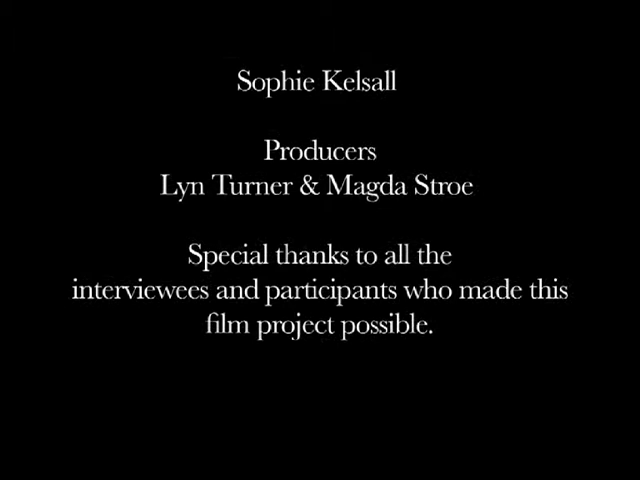 Sophie Kelsall
Producers
Lyn Turner & Magda Stroe
Special thanks to all the
interviewees and participants who made this
film project possible.